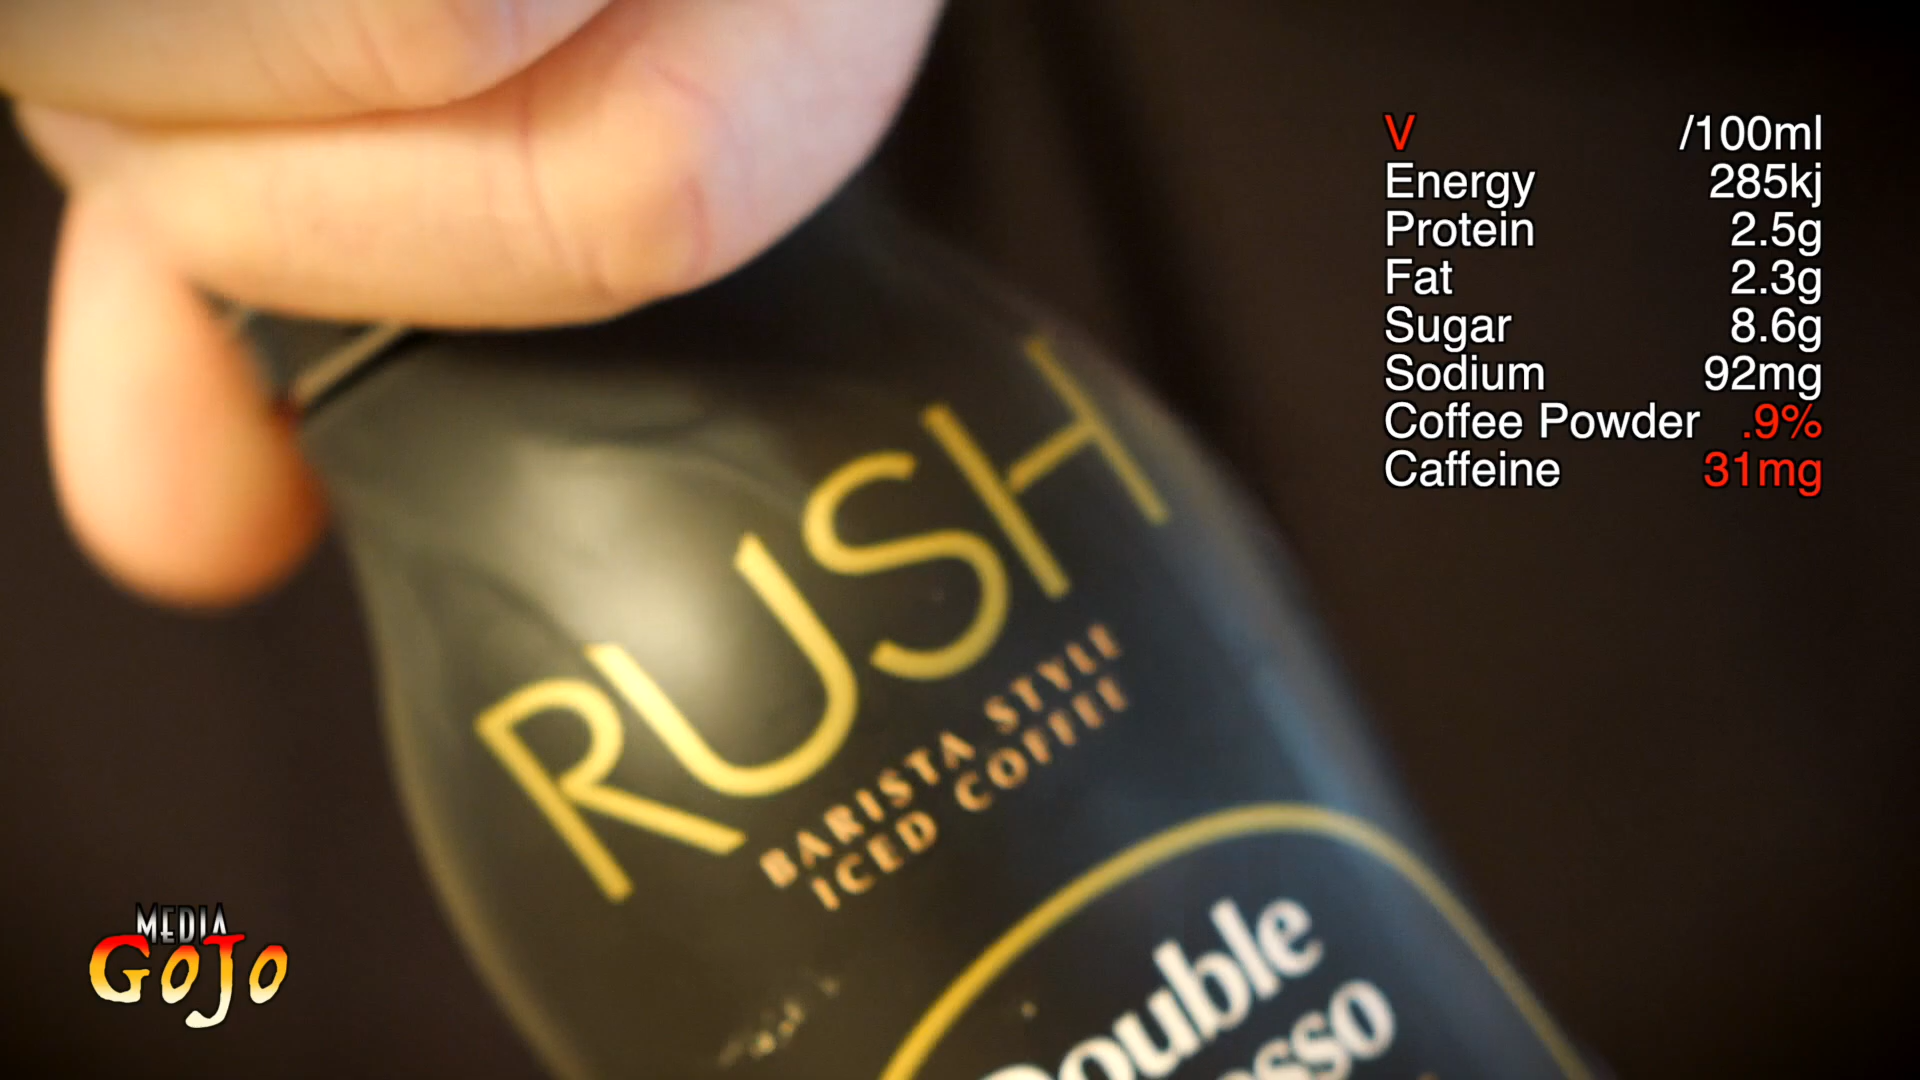 V /100ml
Energy 285kj
Protein 2.5g
Fat 2.3g
Sugar 8.6g
Sodium 92mg
Coffee Powder .9%
Caffeine 31mg
RUSH
BARISTA STYLE
ICED COFFEE
Double
MEDIA
GOJO